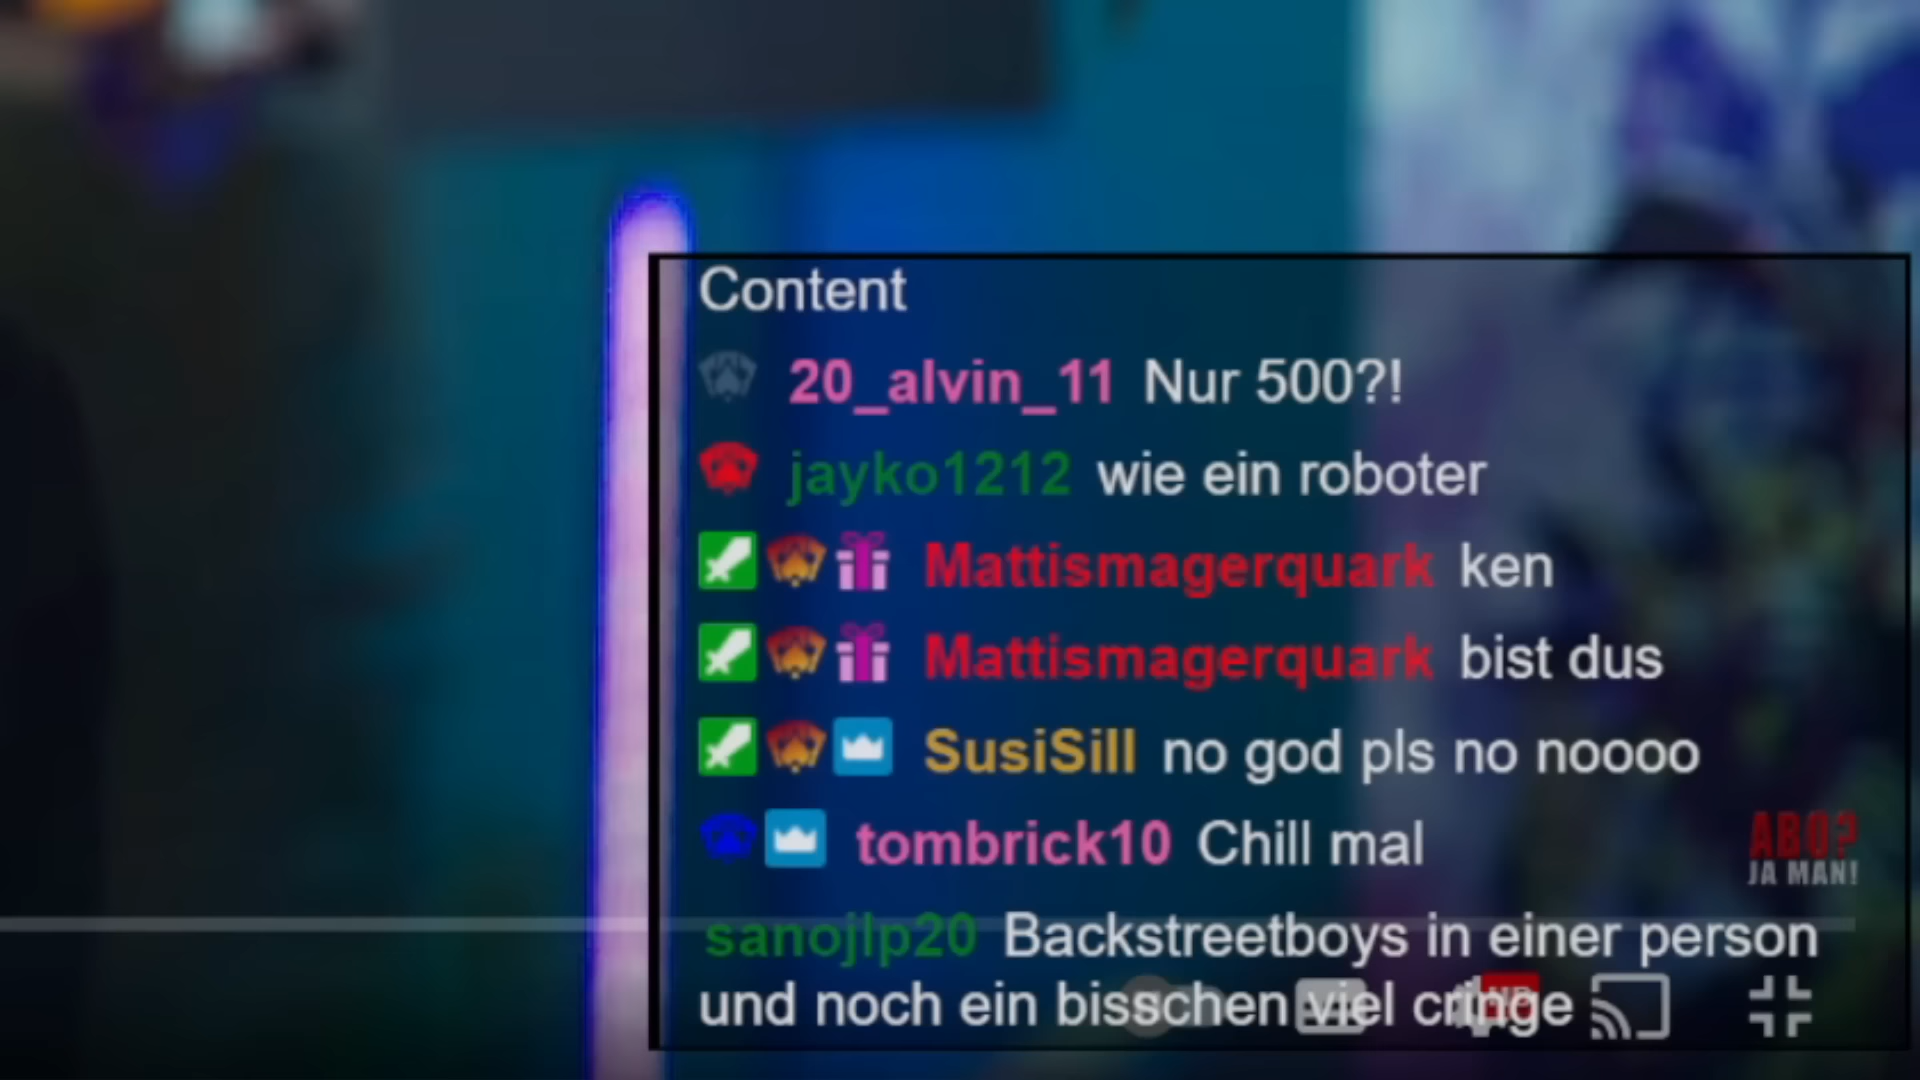 Content
20_alvin_11 Nur 500?!
jayko1212 wie ein roboter
Mattismagerquark ken
Mattismagerquark bist dus
SusiSill no god pls no noooo
tombrick10 Chill mal
ABO?
JA MAN!
sanojlp20 Backstreetboys in einer person
und noch ein bisschen viel cringe
HD